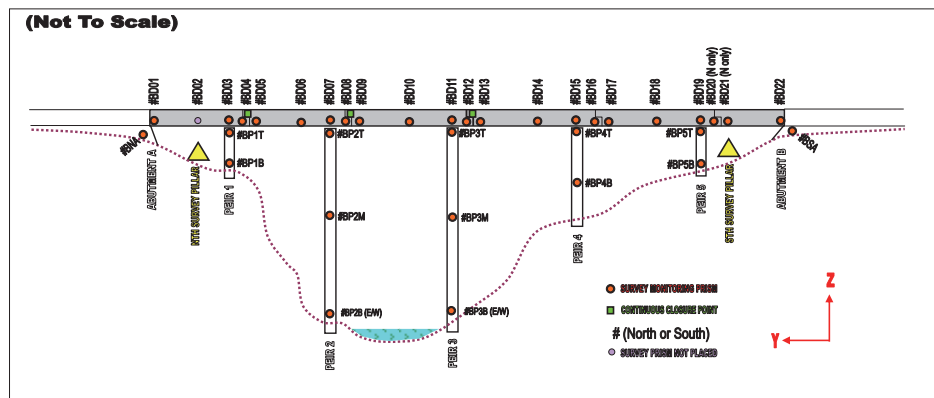 (Not To Scale)
#BD01
#BD02
#BD03
#BD04
#BD05
#BD06
#BD07
#BD08
#BD09
#BD10
#BD11
#BD12
#BD13
#BD14
#BD15
#BD16
#BD17
#BD18
#BD19
#BD20 (N only)
#BD21 (N only)
#BD22
#BNA
ABUTMENT A
NTH SURVEY PILLAR
#BP1T
#BP1B
PEIR 1
#BP2T
#BP2M
#BP2B (E/W)
PEIR 2
#BP3T
#BP3M
#BP3B (E/W)
PEIR 3
#BP4T
#BP4B
PEIR 4
#BP5T
#BP5B
PEIR 5
STH SURVEY PILLAR
ABUTMENT B
#BSA
SURVEY MONITORING PRISM
CONTINUOUS CLOSURE POINT
# (North or South)
SURVEY PRISM NOT PLACED
Z
Y